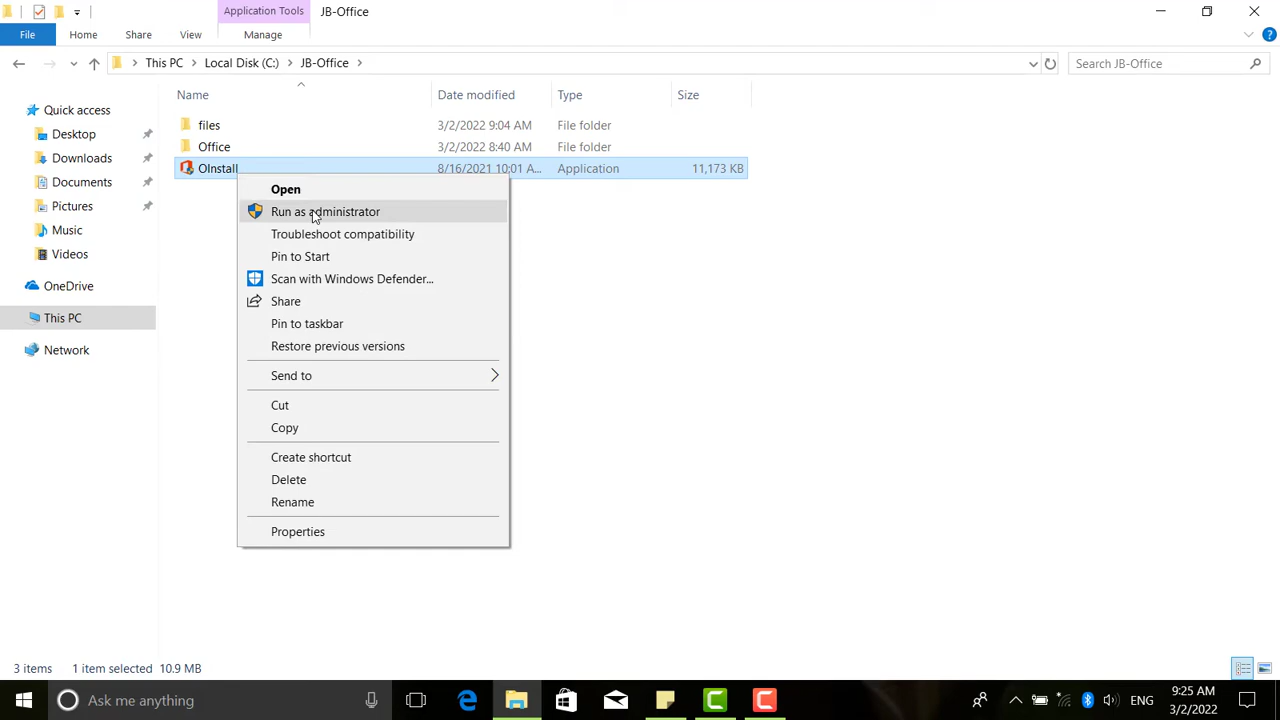 Application Tools
JB-Office
File
Home
Share
View
Manage
This PC
Local Disk (C:)
JB-Office
Search JB-Office
Name
Date modified
Type
Size
Quick access
Desktop
Downloads
Documents
Pictures
Music
Videos
OneDrive
This PC
Network
files
3/2/2022 9:04 AM
File folder
Office
3/2/2022 8:40 AM
File folder
OInstall
8/16/2021 10:01 A...
Application
11,173 KB
Open
Run as administrator
Troubleshoot compatibility
Pin to Start
Scan with Windows Defender...
Share
Pin to taskbar
Restore previous versions
Send to
Cut
Copy
Create shortcut
Delete
Rename
Properties
3 items
1 item selected 10.9 MB
Ask me anything
ENG
9:25 AM
3/2/2022